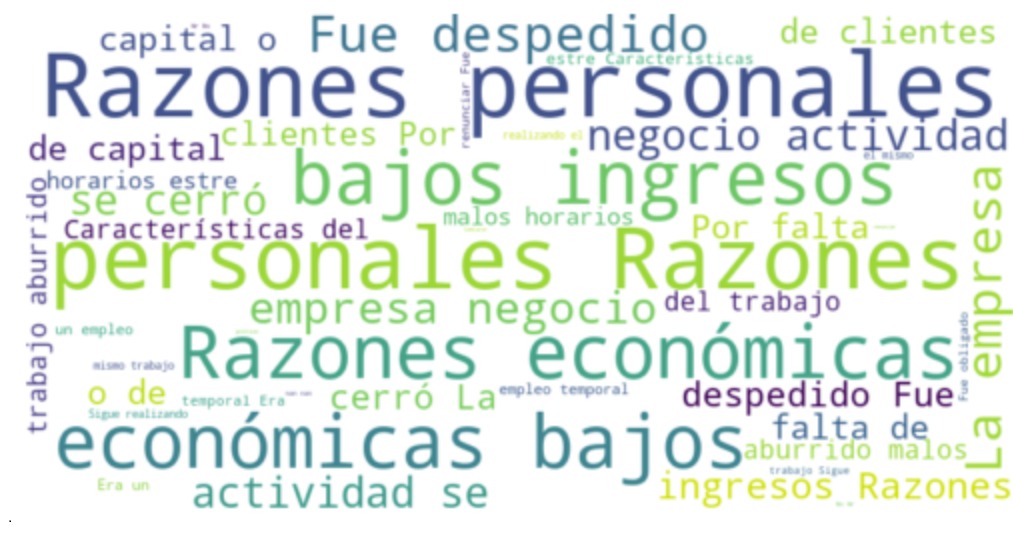 capital o
Fue despedido
de clientes
estre Características
Razones personales
renunciar Fue
clientes Por
realizando el
negocio actividad
de capital
bajos ingresos
el mismo
horarios estre
se cerró
malos horarios
Características del
Por falta
trabajo aburrido
personales Razones
La empresa
empresa negocio
del trabajo
un empleo
Razones económicas
Fue obligado
mismo trabajo
o de
temporal Era
cerró La
empleo temporal
despedido Fue
Sigue realizando
económicas bajos
falta de
aburrido malos
trabajo Sigue
Era un
actividad se
ingresos Razones
.